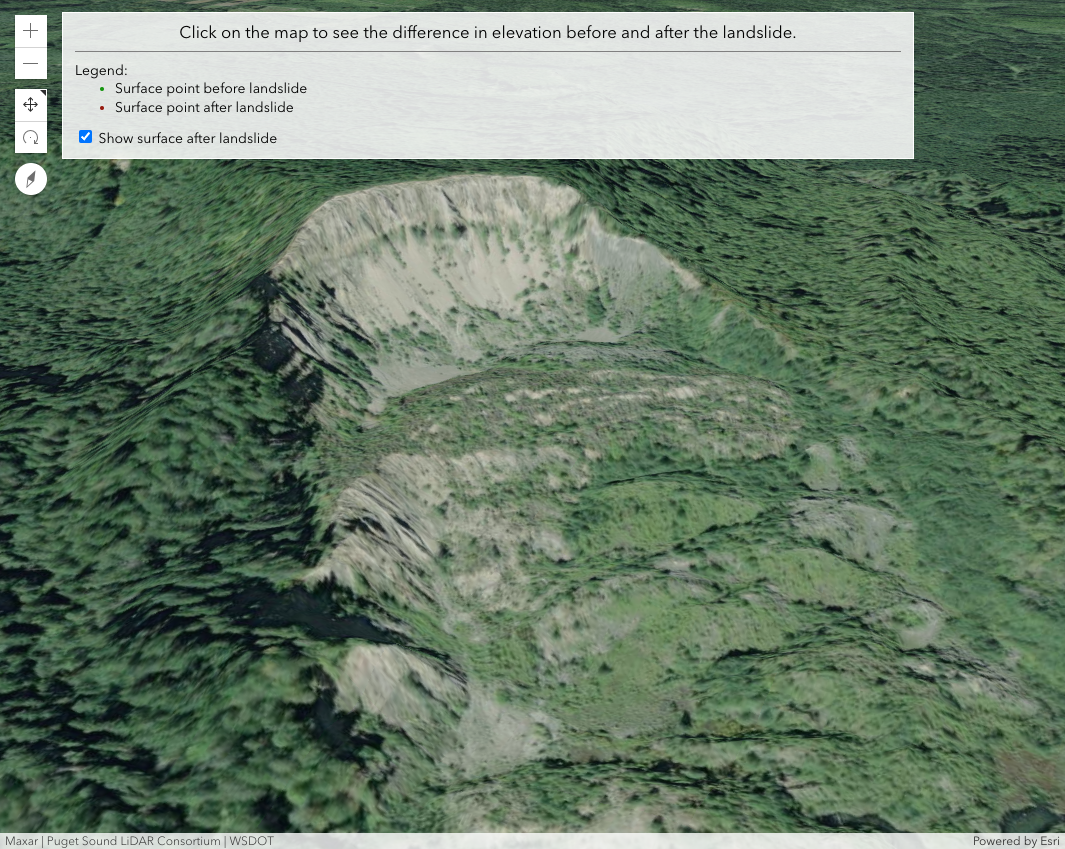 Click on the map to see the difference in elevation before and after the landslide.
Legend:
Surface point before landslide
Surface point after landslide
Show surface after landslide
Maxar | Puget Sound LiDAR Consortium | WSDOT
Powered by Esri